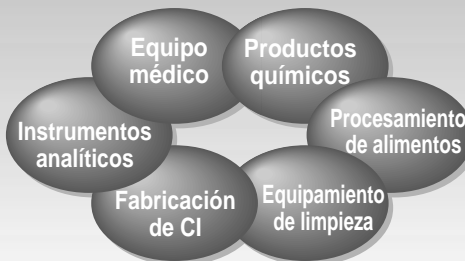 Equipo
médico
Productos
químicos
Instrumentos
analíticos
Procesamiento
de alimentos
Fabricación
de CI
Equipamiento
de limpieza